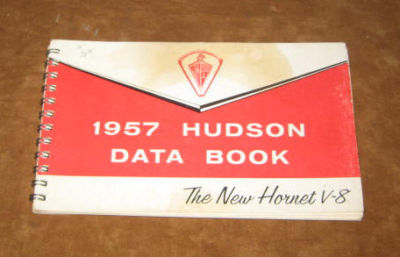 1957 HUDSON
DATA BOOK
The New Hornet V-8